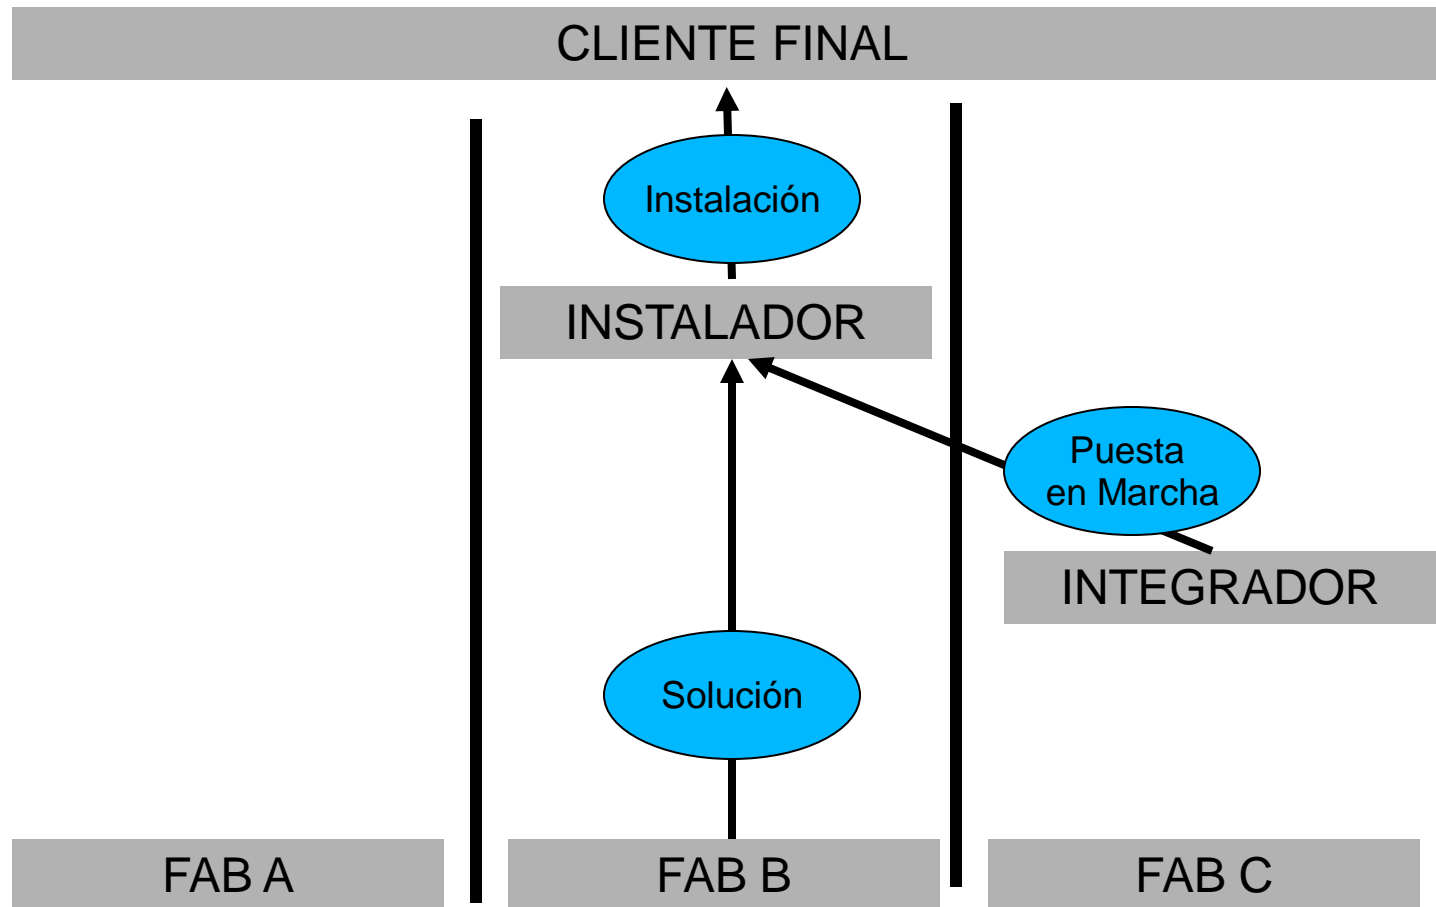 CLIENTE FINAL
Instalación
INSTALADOR
Puesta
en Marcha
INTEGRADOR
Solución
FAB A
FAB B
FAB C